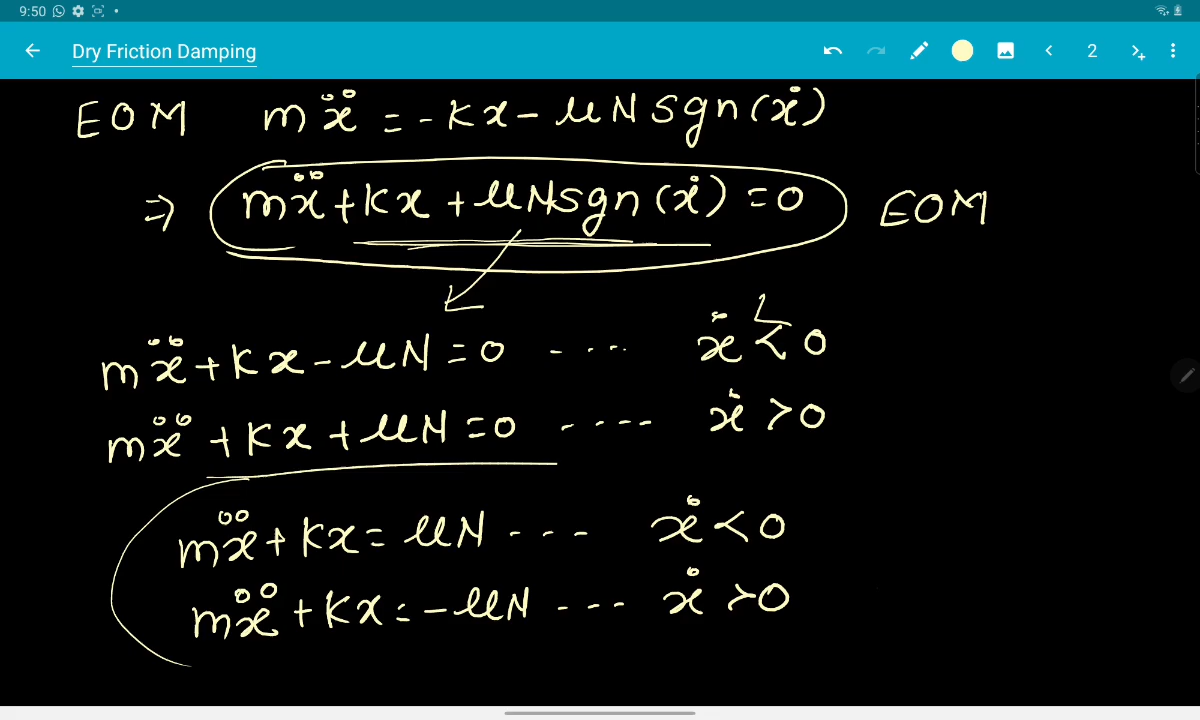 9:50
Dry Friction Damping
2
EOM mẍ = -kx - μN sgn(ẋ)
⇒ mẍ + kx + μN sgn(ẋ) = 0 EOM
mẍ + kx - μN = 0 - - - - ẋ < 0
mẍ + kx + μN = 0 - - - - ẋ > 0
mẍ + kx = μN - - - ẋ < 0
mẍ + kx = -μN - - - ẋ > 0